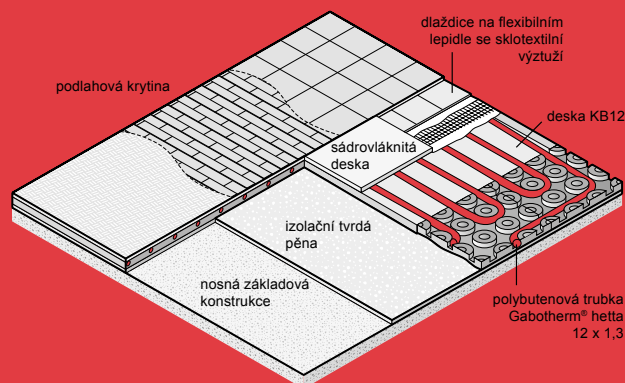 dlaždice na flexibilním
lepidle se sklotextilní
výztuží
podlahová krytina
deska KB12
sádrovláknitá
deska
izolační tvrdá
pěna
nosná základová
konstrukce
polybutenová trubka
Gabotherm® hetta
12 x 1,3